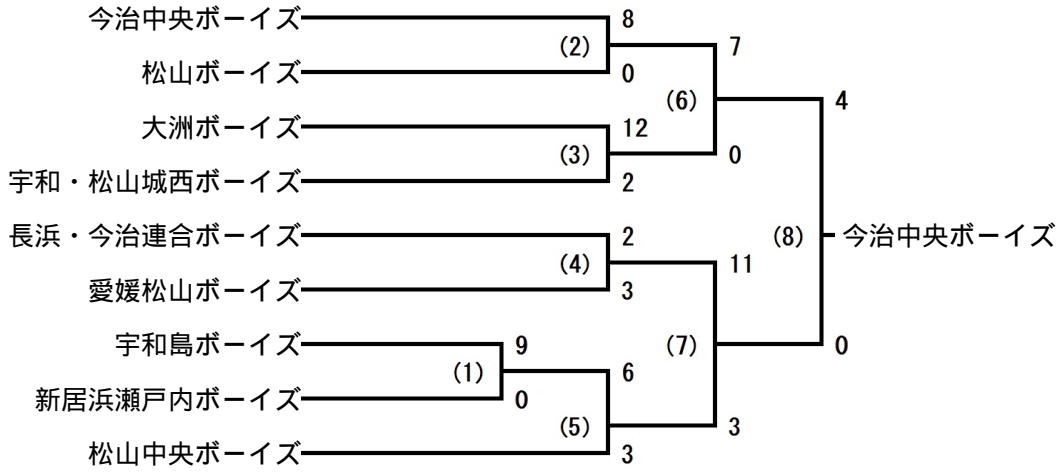 今治中央ボーイズ 8
(2) 7
松山ボーイズ 0
(6) 4
大洲ボーイズ 12
(3) 0
宇和・松山城西ボーイズ 2
長浜・今治連合ボーイズ 2
(8) 今治中央ボーイズ
(4) 11
愛媛松山ボーイズ 3
宇和島ボーイズ 9
(7) 0
(1) 6
新居浜瀬戸内ボーイズ 0
(5) 3
松山中央ボーイズ 3